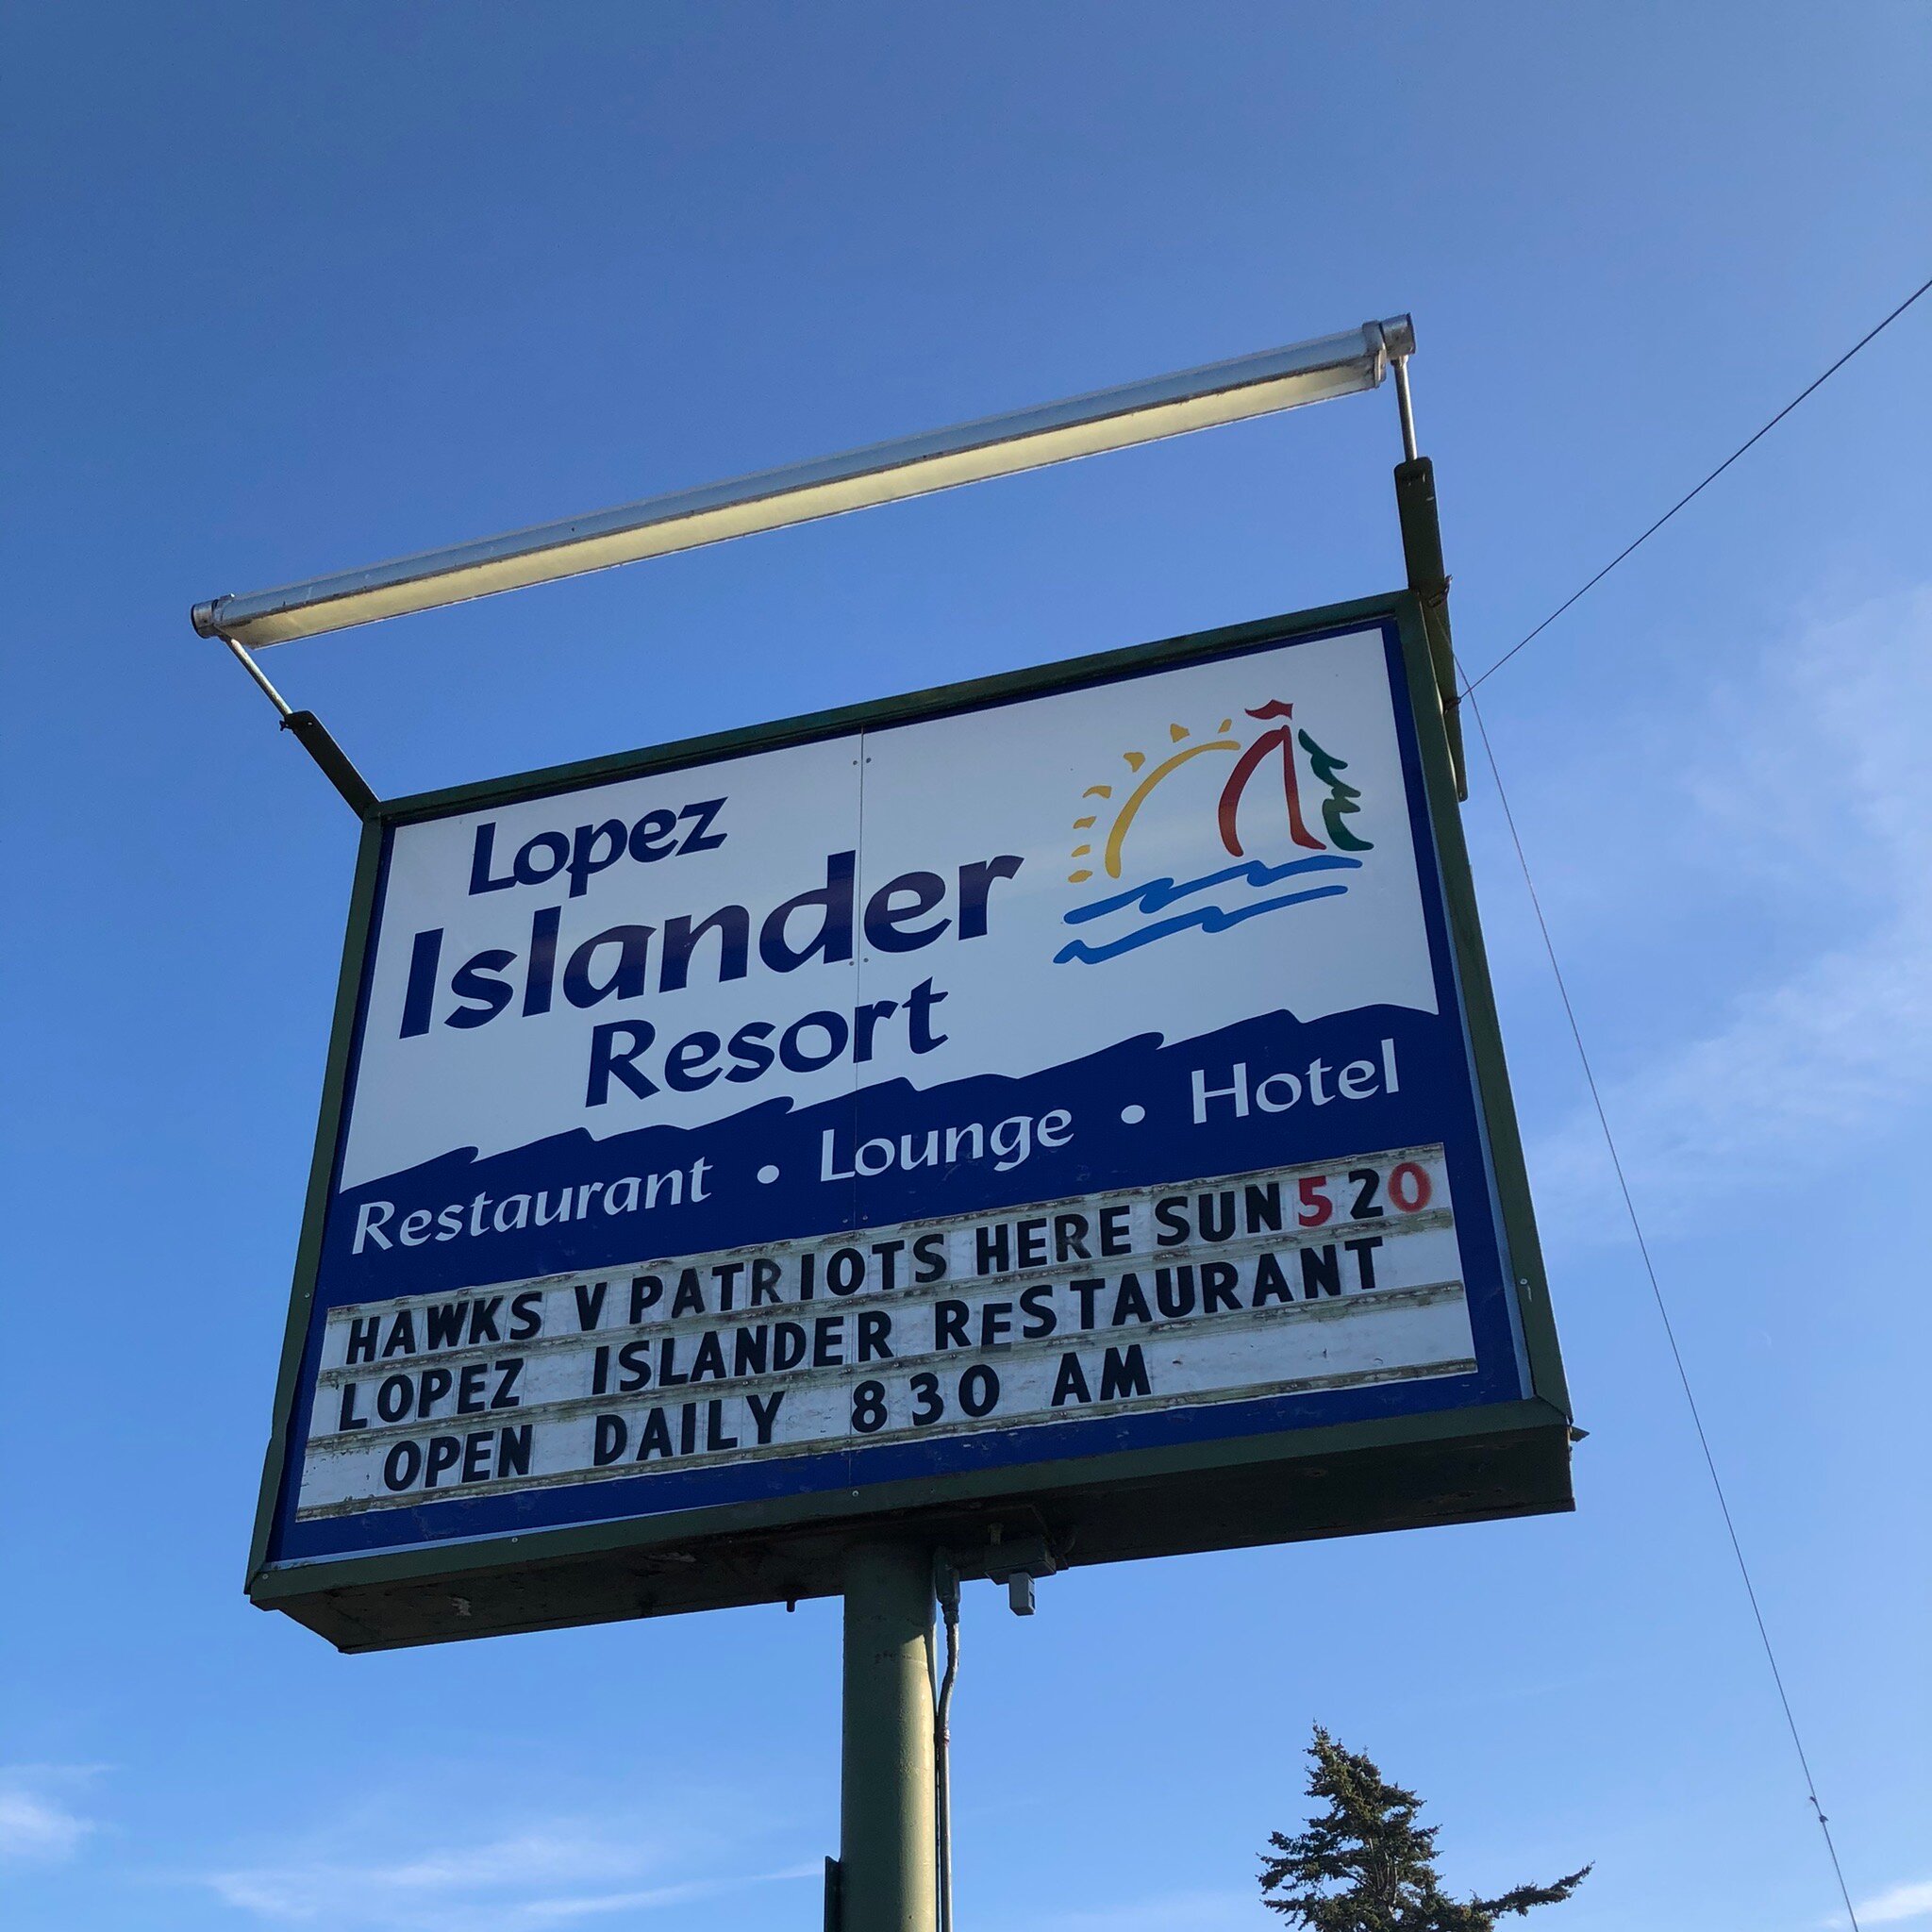 Lopez
Islander
Resort
Restaurant • Lounge • Hotel
HAWKS V PATRIOTS HERE SUN 520
LOPEZ ISLANDER RESTAURANT
OPEN DAILY 830 AM